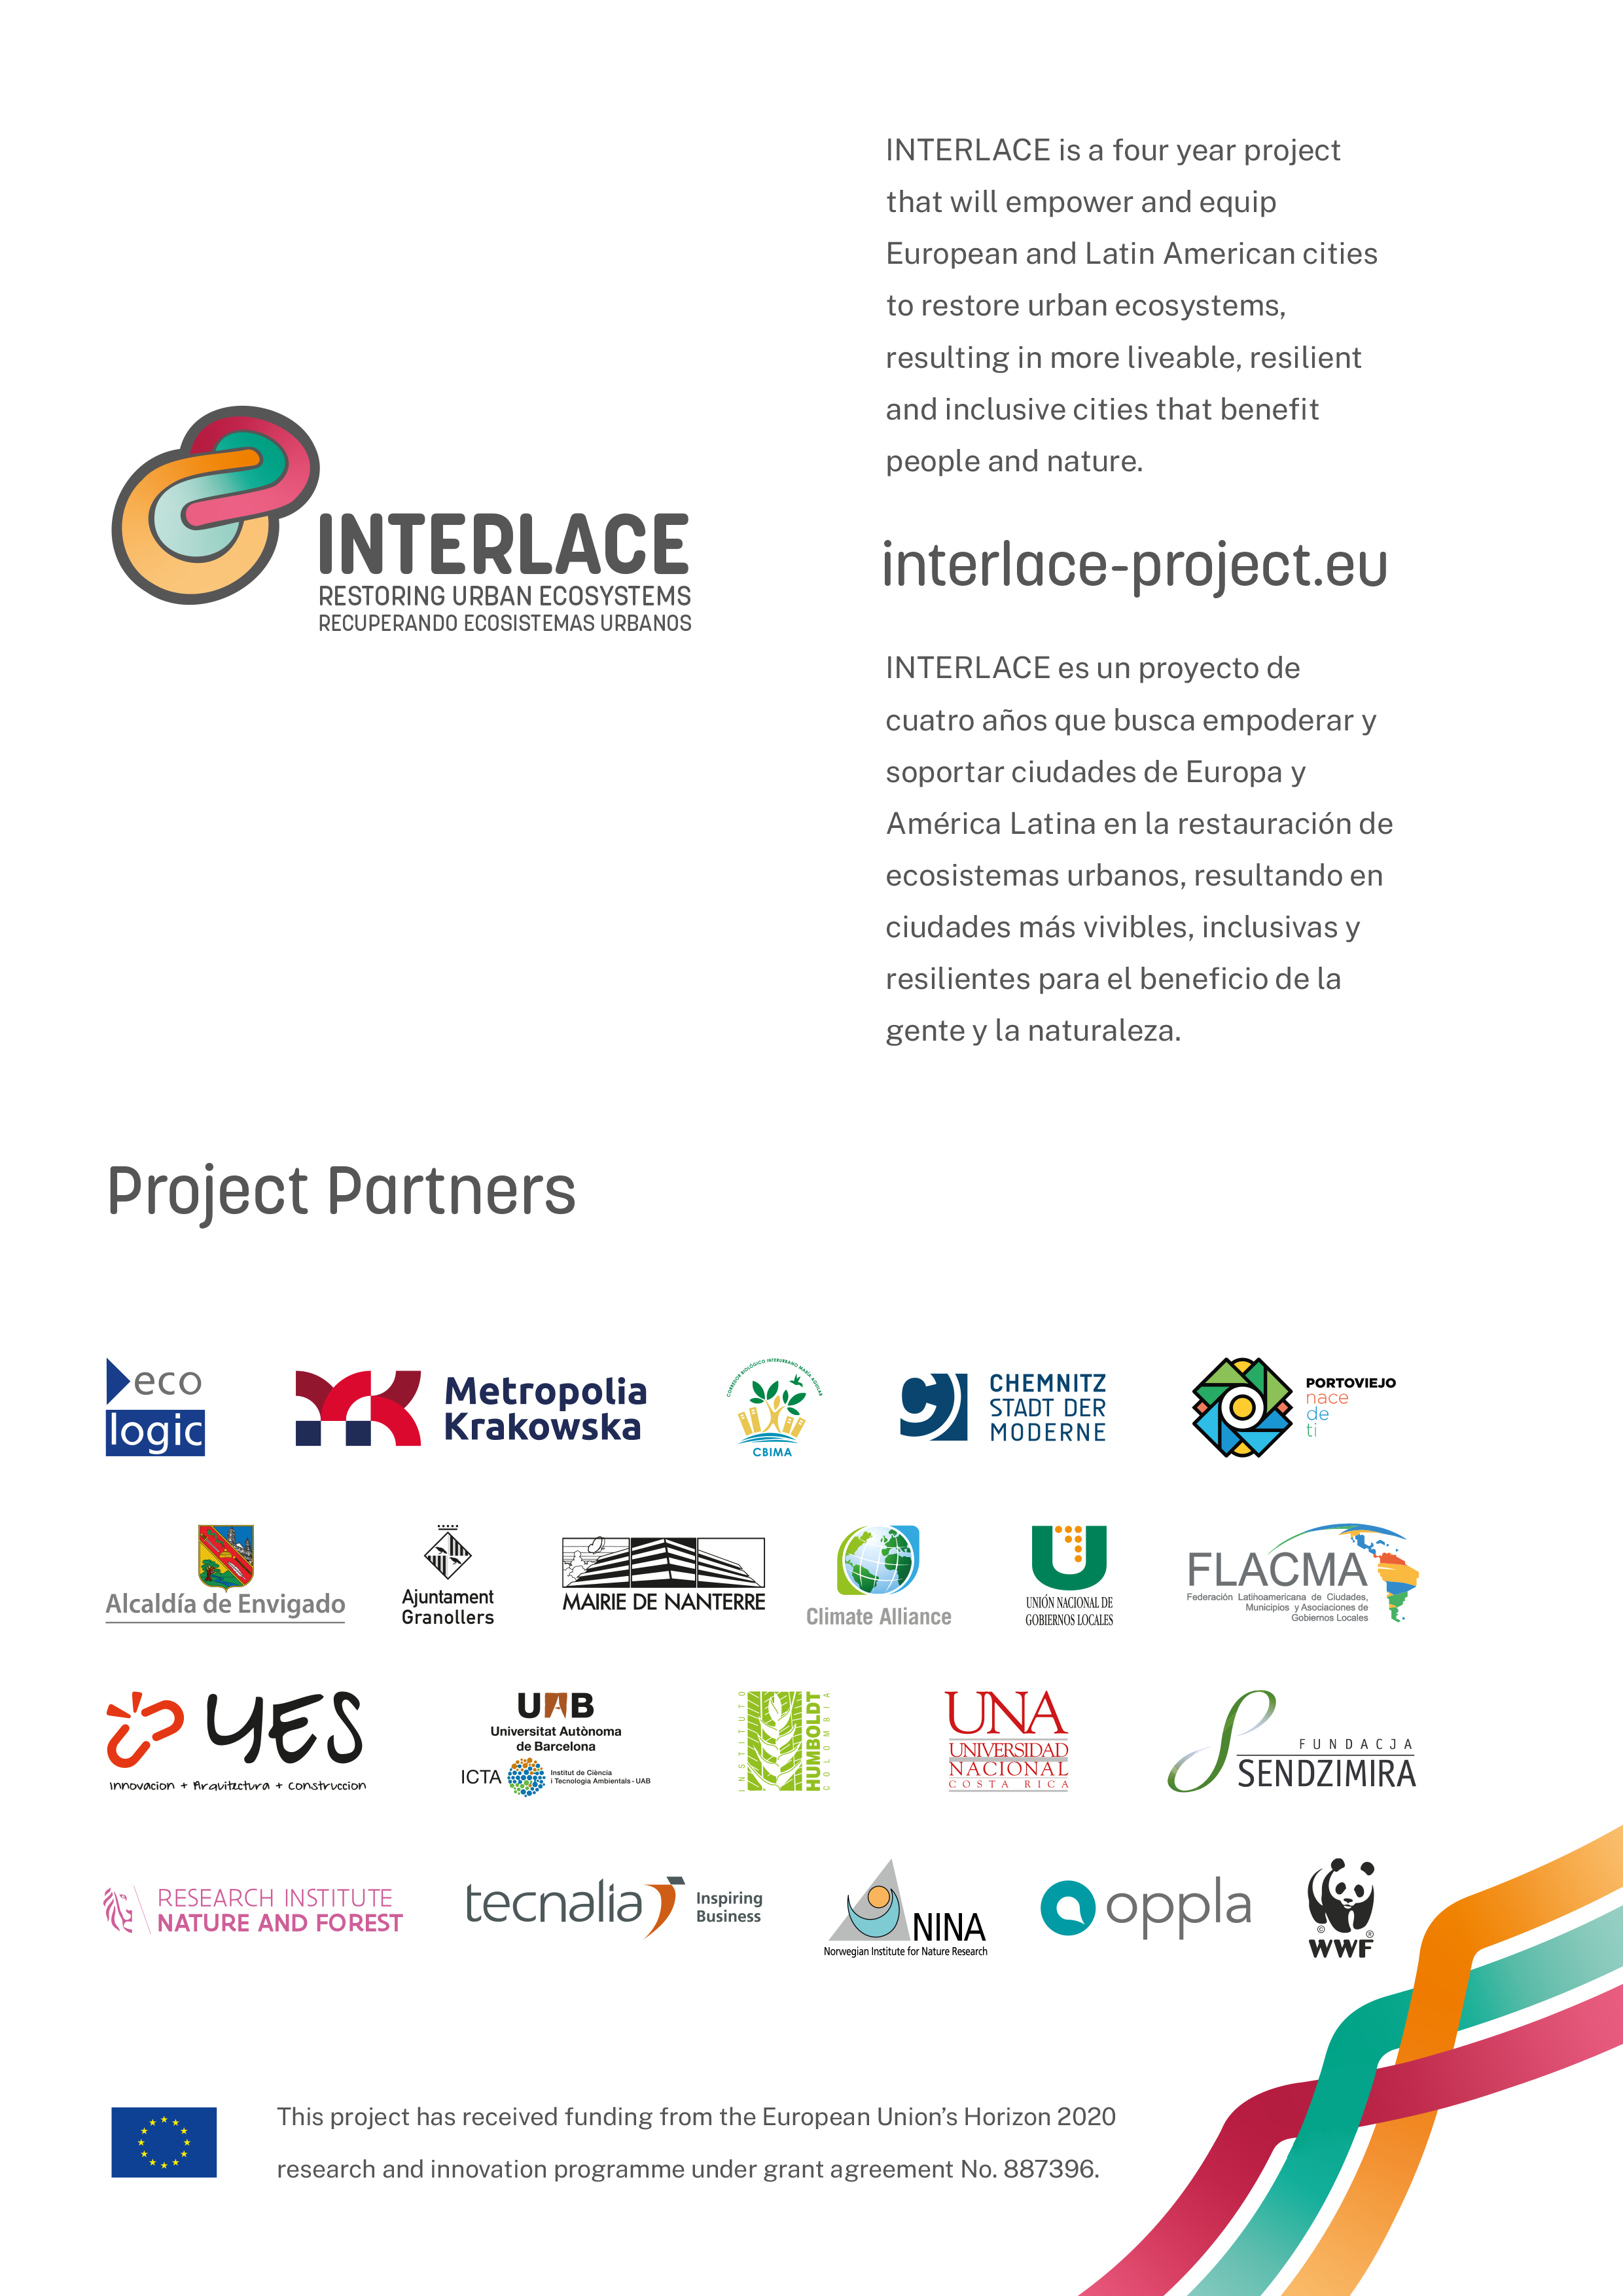 INTERLACE
RESTORING URBAN ECOSYSTEMS
RECUPERANDO ECOSISTEMAS URBANOS
INTERLACE is a four year project
that will empower and equip
European and Latin American cities
to restore urban ecosystems,
resulting in more liveable, resilient
and inclusive cities that benefit
people and nature.
interlace-project.eu
INTERLACE es un proyecto de
cuatro años que busca empoderar y
soportar ciudades de Europa y
América Latina en la restauración de
ecosistemas urbanos, resultando en
ciudades más vivibles, inclusivas y
resilientes para el beneficio de la
gente y la naturaleza.
Project Partners
eco
logic
Metropolia
Krakowska
CORREDOR BIOLÓGICO INTERURBANO MARÍA AGUILAR
CBIMA
CHEMNITZ
STADT DER
MODERNE
PORTOVIEJO
nace
de
ti
Alcaldía de Envigado
Ajuntament
Granollers
MAIRIE DE NANTERRE
Climate Alliance
UNIÓN NACIONAL DE
GOBIERNOS LOCALES
FLACMA
Federación Latinoamericana de Ciudades,
Municipios y Asociaciones de
Gobiernos Locales
YES
innovacion + Arquitectura + construccion
UAB
Universitat Autònoma
de Barcelona
ICTA
Institut de Ciència
i Tecnologia Ambientals-UAB
INSTITUTO
HUMBOLDT
COLOMBIA
UNA
UNIVERSIDAD
NACIONAL
COSTA RICA
FUNDACJA
SENDZIMIRA
RESEARCH INSTITUTE
NATURE AND FOREST
tecnalia
Inspiring
Business
NINA
Norwegian Institute for Nature Research
oppla
© ®
WWF
This project has received funding from the European Union’s Horizon 2020
research and innovation programme under grant agreement No. 887396.